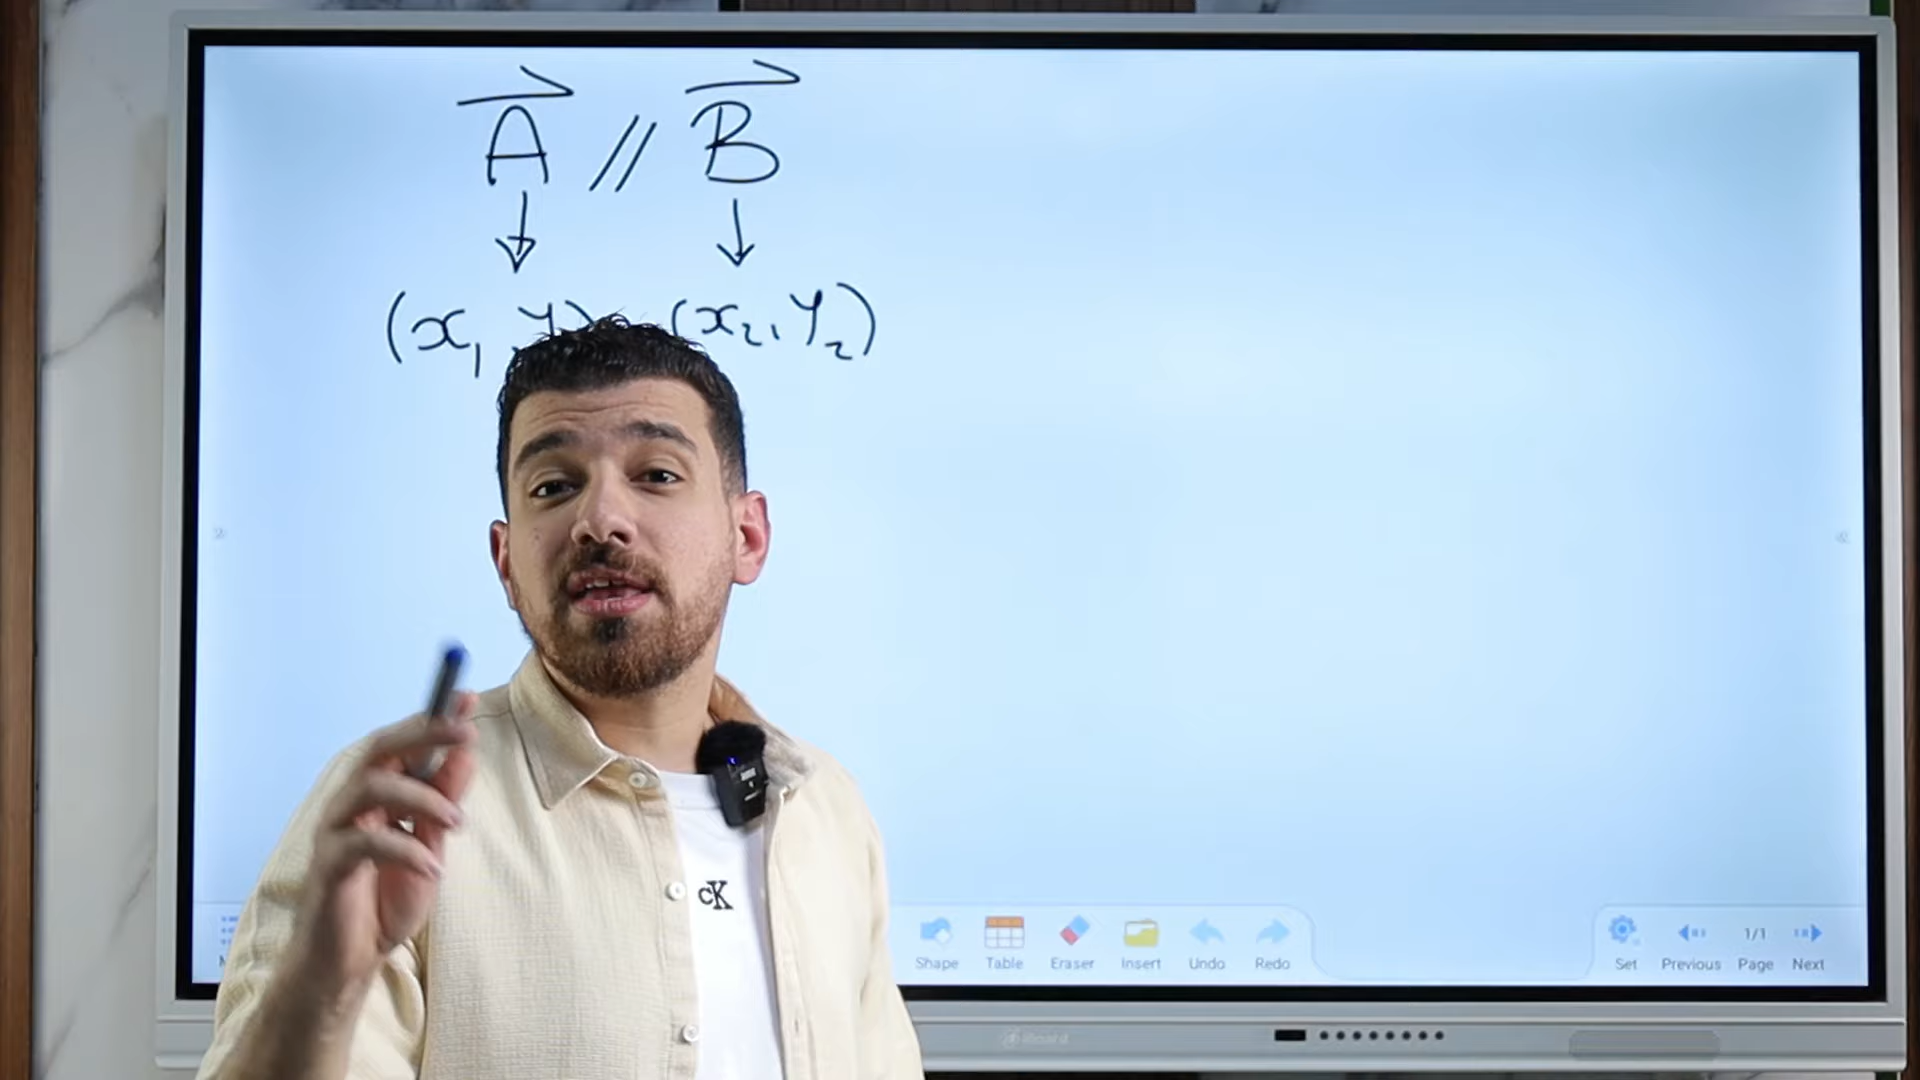 A // B
(x₁, y (x₂, y₂)
CK
Shape Table Eraser Insert Undo Redo Set Previous 1/1 Page Next